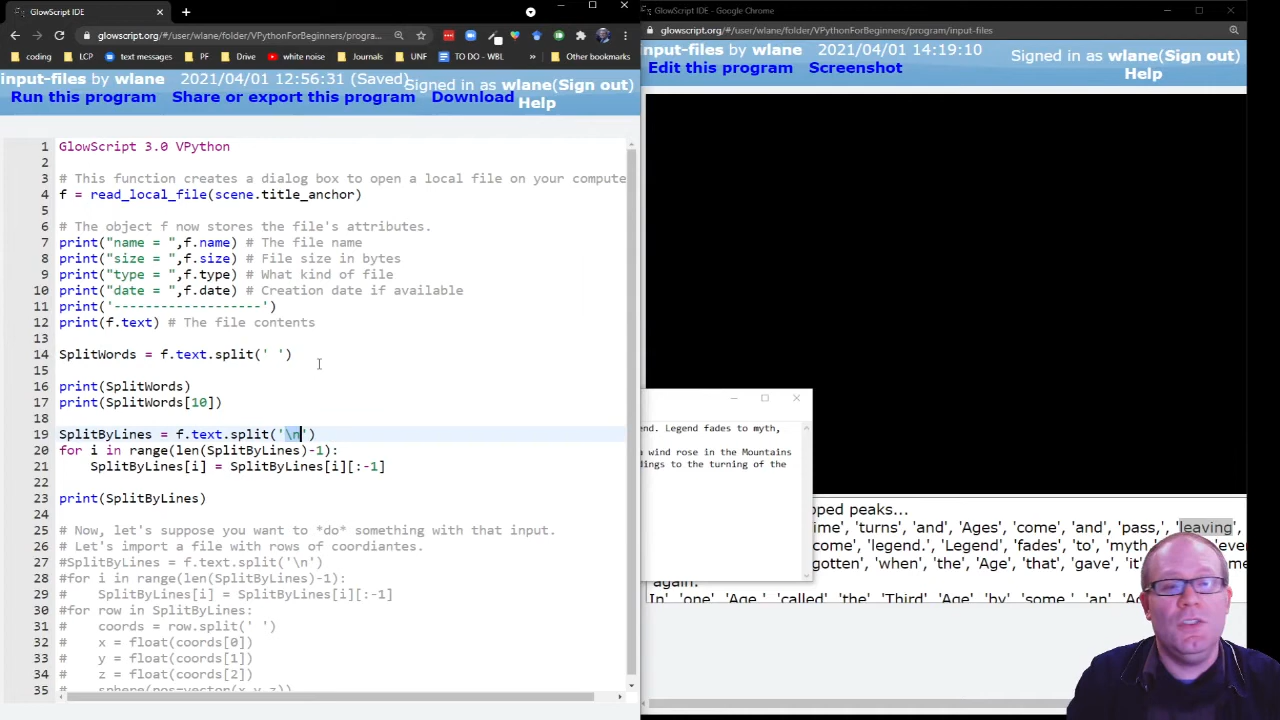 GlowScript IDE
glowscript.org/#/user/wlane/folder/VPythonForBeginners/progra...
coding
LCP
text messages
PF
Drive
white noise
Journals
UNF
TO DO - WBL
»
Other bookmarks
input-files by wlane 2021/04/01 12:56:31 (Saved) Signed in as wlane(Sign out)
Run this program Share or export this program Download Help
1 GlowScript 3.0 VPython
2
3 # This function creates a dialog box to open a local file on your compute
4 f = read_local_file(scene.title_anchor)
5
6 # The object f now stores the file's attributes.
7 print("name = ",f.name) # The file name
8 print("size = ",f.size) # File size in bytes
9 print("type = ",f.type) # What kind of file
10 print("date = ",f.date) # Creation date if available
11 print('-------------------')
12 print(f.text) # The file contents
13
14 SplitWords = f.text.split(' ')
15
16 print(SplitWords)
17 print(SplitWords[10])
18
19 SplitByLines = f.text.split('\n')
20 for i in range(len(SplitByLines)-1):
21 SplitByLines[i] = SplitByLines[i][:-1]
22
23 print(SplitByLines)
24
25 # Now, let's suppose you want to *do* something with that input.
26 # Let's import a file with rows of coordiantes.
27 #SplitByLines = f.text.split('\n')
28 #for i in range(len(SplitByLines)-1):
29 # SplitByLines[i] = SplitByLines[i][:-1]
30 #for row in SplitByLines:
31 # coords = row.split(' ')
32 # x = float(coords[0])
33 # y = float(coords[1])
34 # z = float(coords[2])
35 # sphere(pos=vector(x,y,z))
GlowScript IDE - Google Chrome
glowscript.org/#/user/wlane/folder/VPythonForBeginners/program/input-files
input-files by wlane 2021/04/01 14:19:10 Signed in as wlane(Sign out)
Edit this program Screenshot Help
end. Legend fades to myth,
wind rose in the Mountains
dings to the turning of the
pped peaks...
ime', 'turns', 'and', 'Ages', 'come', 'and', 'pass,', 'leaving',
come', 'legend.', 'Legend', 'fades', 'to', 'myth
gotten', 'when', 'the', 'Age', 'that', 'gave', 'it
again.
In', 'one', 'Age,', 'called', 'the', 'Third', 'Age', 'by', 'some,', 'an',